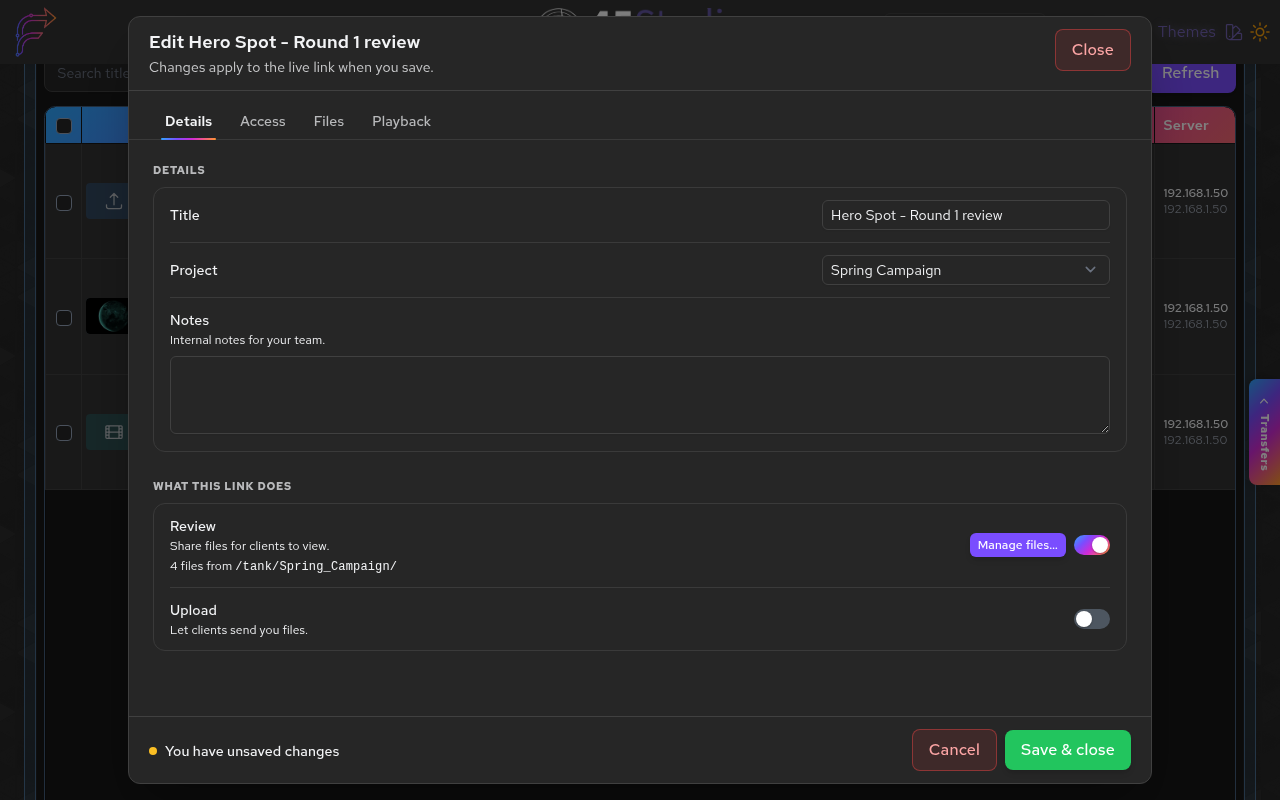 Edit Hero Spot - Round 1 review
Changes apply to the live link when you save.
Close
Themes
Search title
Refresh
Details
Access
Files
Playback
Server
DETAILS
Title
Hero Spot - Round 1 review
192.168.1.50
192.168.1.50
Project
Spring Campaign
Notes
Internal notes for your team.
192.168.1.50
192.168.1.50
Transfers
192.168.1.50
192.168.1.50
WHAT THIS LINK DOES
Review
Share files for clients to view.
4 files from /tank/Spring_Campaign/
Manage files...
Upload
Let clients send you files.
You have unsaved changes
Cancel
Save & close